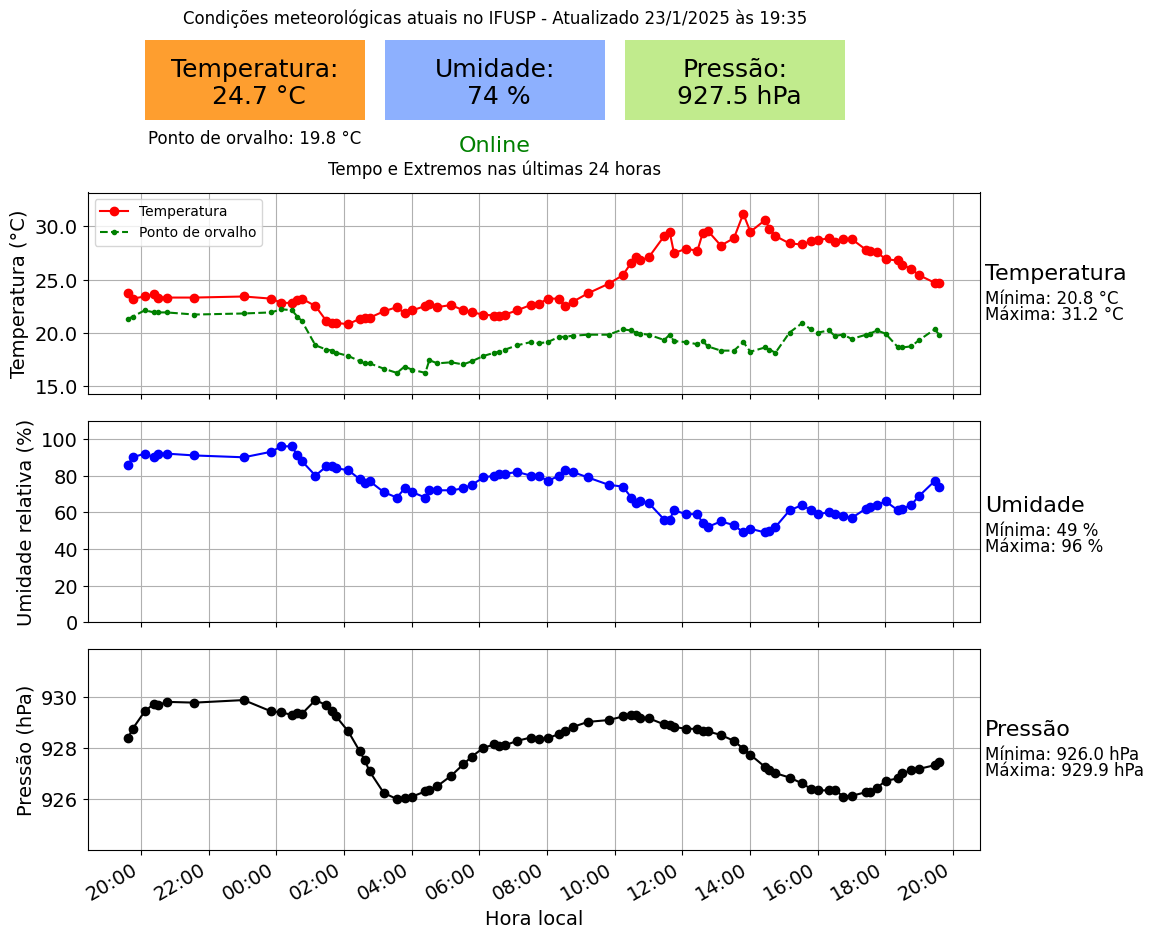 Condições meteorológicas atuais no IFUSP - Atualizado 23/1/2025 às 19:35
Temperatura:
24.7 °C
Umidade:
74 %
Pressão:
927.5 hPa
Ponto de orvalho: 19.8 °C
Online
Tempo e Extremos nas últimas 24 horas
Temperatura (°C)
30.0
25.0
20.0
15.0
Temperatura
Ponto de orvalho
Temperatura
Mínima: 20.8 °C
Máxima: 31.2 °C
Umidade relativa (%)
100
80
60
40
20
0
Umidade
Mínima: 49 %
Máxima: 96 %
Pressão (hPa)
930
928
926
Pressão
Mínima: 926.0 hPa
Máxima: 929.9 hPa
20:00 22:00 00:00 02:00 04:00 06:00 08:00 10:00 12:00 14:00 16:00 18:00 20:00
Hora local